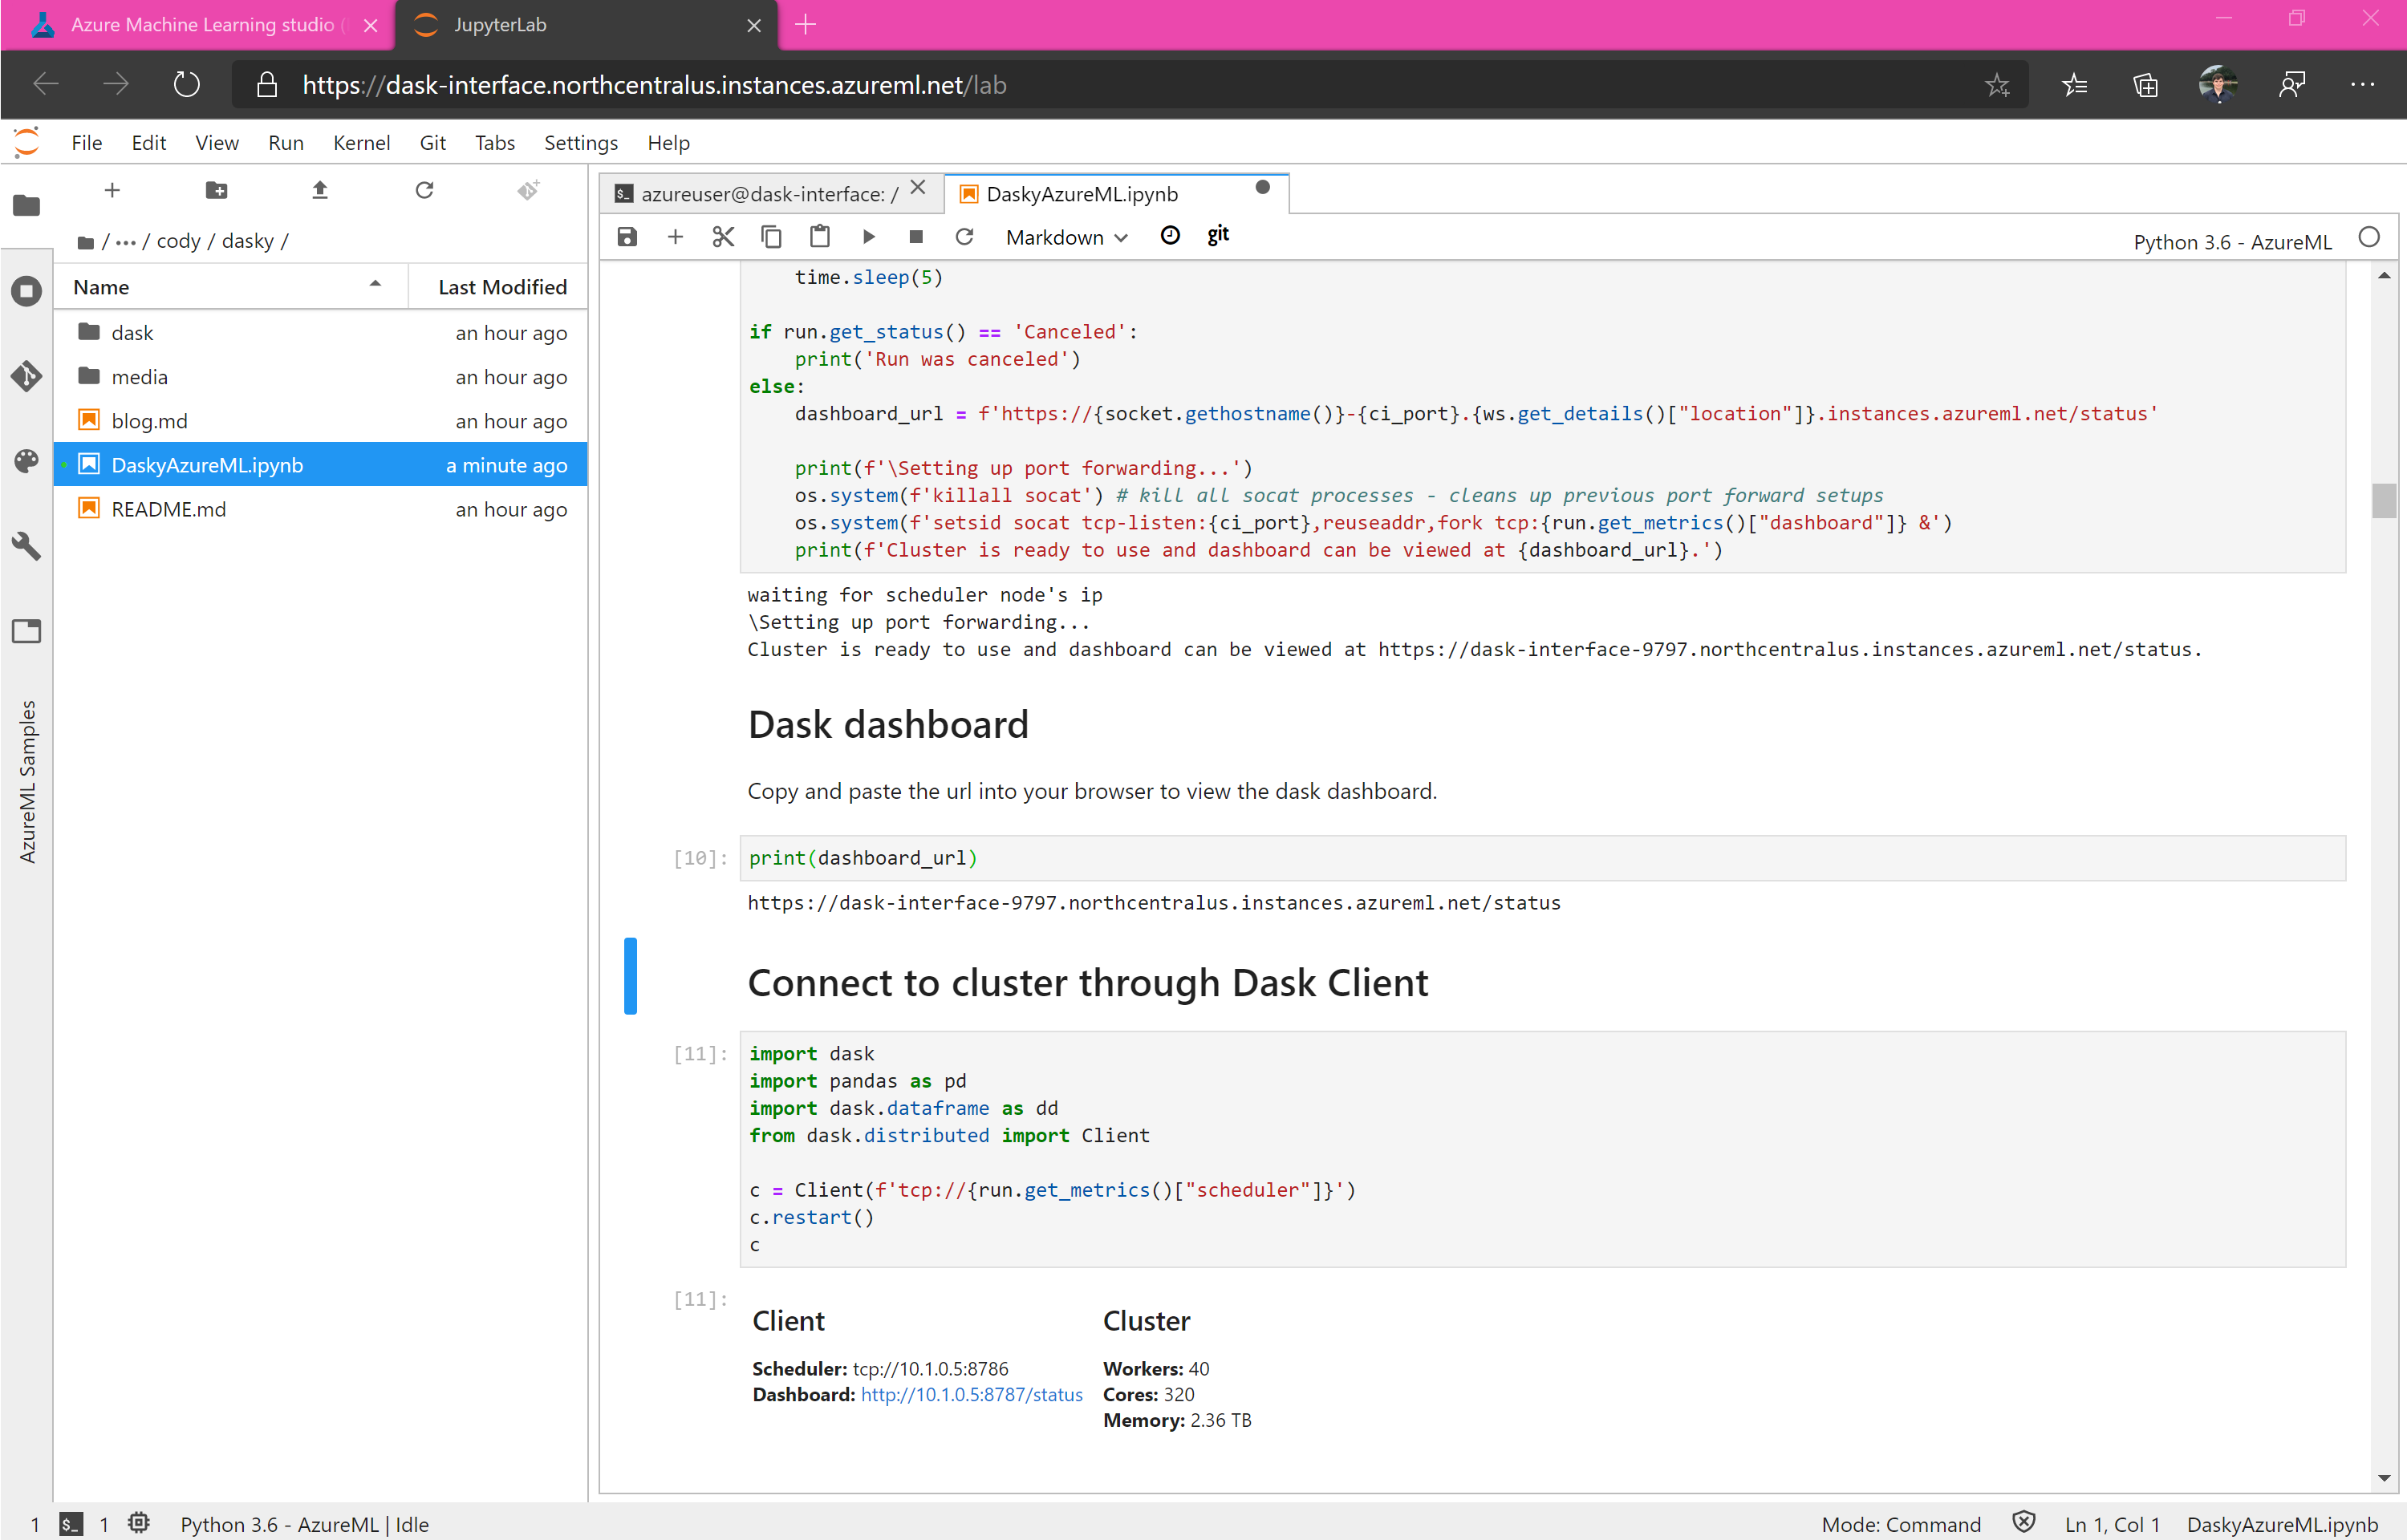 Azure Machine Learning studio (
JupyterLab
https://dask-interface.northcentralus.instances.azureml.net/lab
File Edit View Run Kernel Git Tabs Settings Help
/ ••• / cody / dasky /
Name Last Modified
dask an hour ago
media an hour ago
blog.md an hour ago
DaskyAzureML.ipynb a minute ago
README.md an hour ago
AzureML Samples
$_ azureuser@dask-interface: /
DaskyAzureML.ipynb
Markdown git Python 3.6 - AzureML
    time.sleep(5)
if run.get_status() == 'Canceled':
    print('Run was canceled')
else:
    dashboard_url = f'https://{socket.gethostname()}-{ci_port}.{ws.get_details()["location"]}.instances.azureml.net/status'
    print(f'\Setting up port forwarding...')
    os.system(f'killall socat') # kill all socat processes - cleans up previous port forward setups
    os.system(f'setsid socat tcp-listen:{ci_port},reuseaddr,fork tcp:{run.get_metrics()["dashboard"]} &')
    print(f'Cluster is ready to use and dashboard can be viewed at {dashboard_url}.')
waiting for scheduler node's ip
\Setting up port forwarding...
Cluster is ready to use and dashboard can be viewed at https://dask-interface-9797.northcentralus.instances.azureml.net/status.
Dask dashboard
Copy and paste the url into your browser to view the dask dashboard.
[10]: print(dashboard_url)
https://dask-interface-9797.northcentralus.instances.azureml.net/status
Connect to cluster through Dask Client
[11]: import dask
import pandas as pd
import dask.dataframe as dd
from dask.distributed import Client
c = Client(f'tcp://{run.get_metrics()["scheduler"]}')
c.restart()
c
[11]:
Client
Scheduler: tcp://10.1.0.5:8786
Dashboard: http://10.1.0.5:8787/status
Cluster
Workers: 40
Cores: 320
Memory: 2.36 TB
1 $_ 1 Python 3.6 - AzureML | Idle
Mode: Command Ln 1, Col 1 DaskyAzureML.ipynb